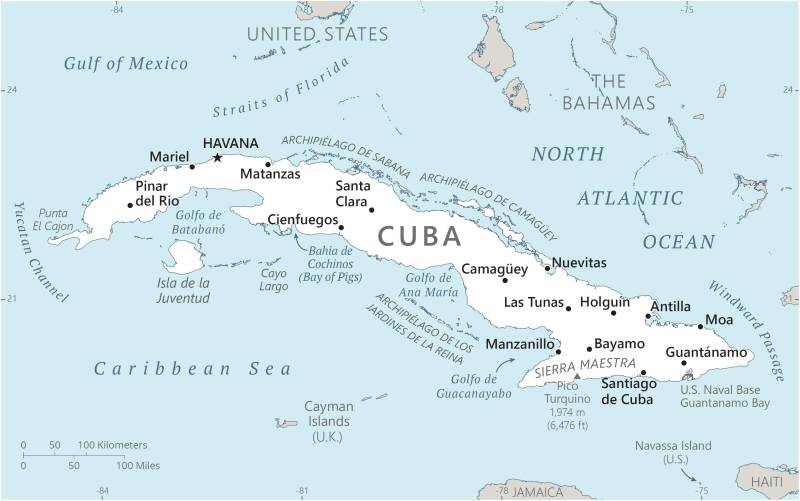 -84
-78
-75
UNITED STATES
Gulf of Mexico
Straits of Florida
24
24
THE
BAHAMAS
HAVANA
Mariel
Matanzas
ARCHIPIÉLAGO DE SABANA
ARCHIPIÉLAGO DE CAMAGÜEY
NORTH
ATLANTIC
OCEAN
Pinar
del Rio
Santa
Clara
Punta
El Cajon
Yucatan Channel
Golfo de
Batabanó
Cienfuegos
CUBA
Bahia de
Cochinos
(Bay of Pigs)
Isla de la
Juventud
Cayo
Largo
Golfo de
Ana María
Camagüey
Nuevitas
21
21
ARCHIPIÉLAGO DE LOS
JARDINES DE LA REINA
Las Tunas
Holguín
Antilla
Moa
Windward Passage
Manzanillo
Bayamo
Guantánamo
SIERRA MAESTRA
Caribbean Sea
Golfo de
Guacanayabo
Pico
Turquino
1,974 m
(6,476 ft)
Santiago
de Cuba
U.S. Naval Base
Guantanamo Bay
Cayman
Islands
(U.K.)
0 50 100 Kilometers
0 50 100 Miles
Navassa Island
(U.S.)
JAMAICA
HAITI
-84
-81
-78
-75